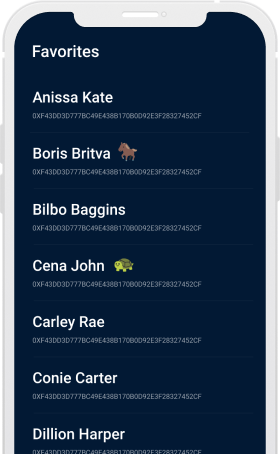 Favorites
Anissa Kate
0XF43DD3D777BC49E438B170B0D92E3F28327452CF
Boris Britva 🐎
0XF43DD3D777BC49E438B170B0D92E3F28327452CF
Bilbo Baggins
0XF43DD3D777BC49E438B170B0D92E3F28327452CF
Cena John 🐢
0XF43DD3D777BC49E438B170B0D92E3F28327452CF
Carley Rae
0XF43DD3D777BC49E438B170B0D92E3F28327452CF
Conie Carter
0XF43DD3D777BC49E438B170B0D92E3F28327452CF
Dillion Harper
0XF43DD3D777BC49E438B170B0D92E3F28327452CF